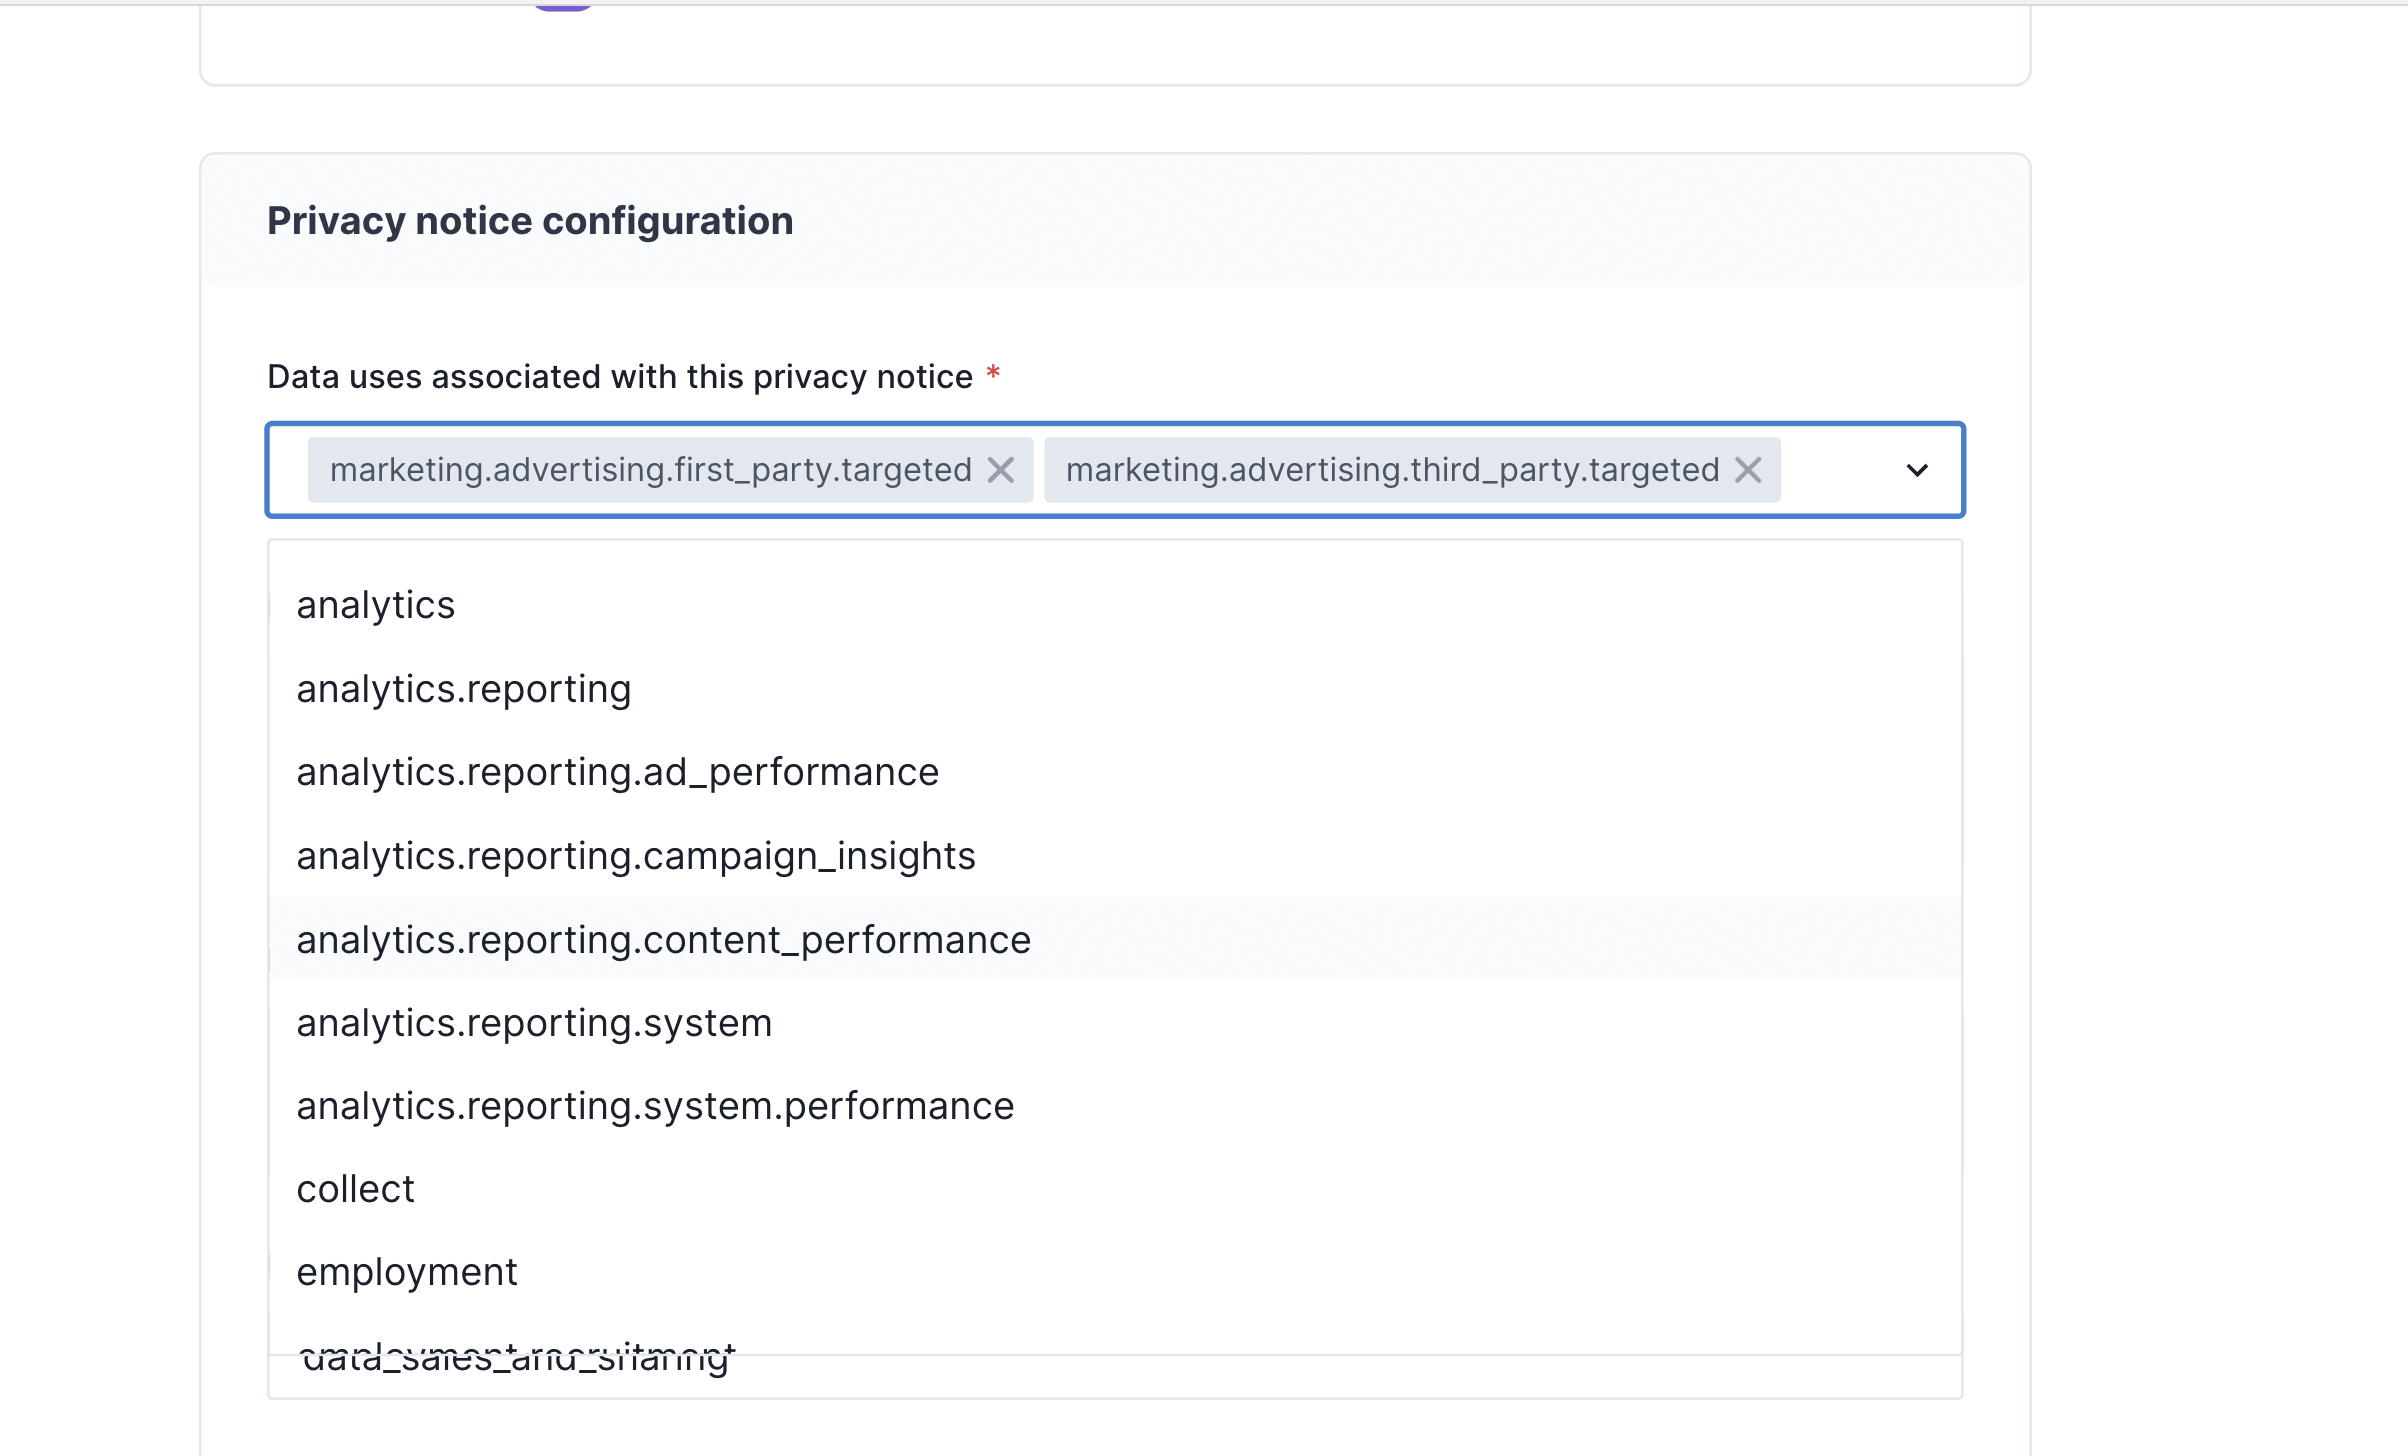 Privacy notice configuration
Data uses associated with this privacy notice *
marketing.advertising.first_party.targeted marketing.advertising.third_party.targeted
analytics
analytics.reporting
analytics.reporting.ad_performance
analytics.reporting.campaign_insights
analytics.reporting.content_performance
analytics.reporting.system
analytics.reporting.system.performance
collect
employment